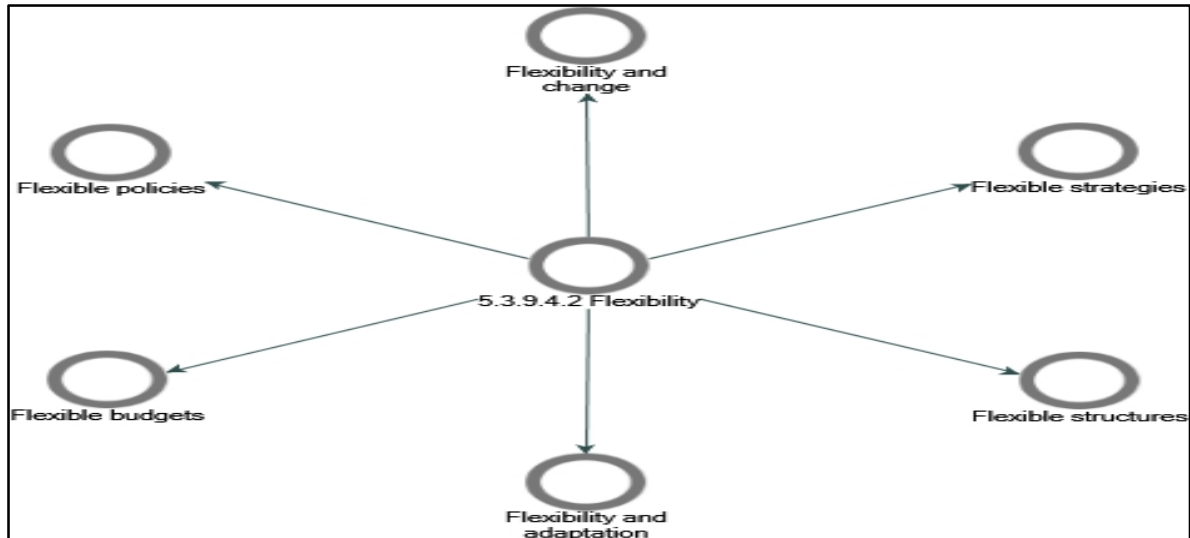 Flexibility and
change
Flexible policies
Flexible strategies
5.3.9.4.2 Flexibility
Flexible budgets
Flexible structures
Flexibility and
adaptation